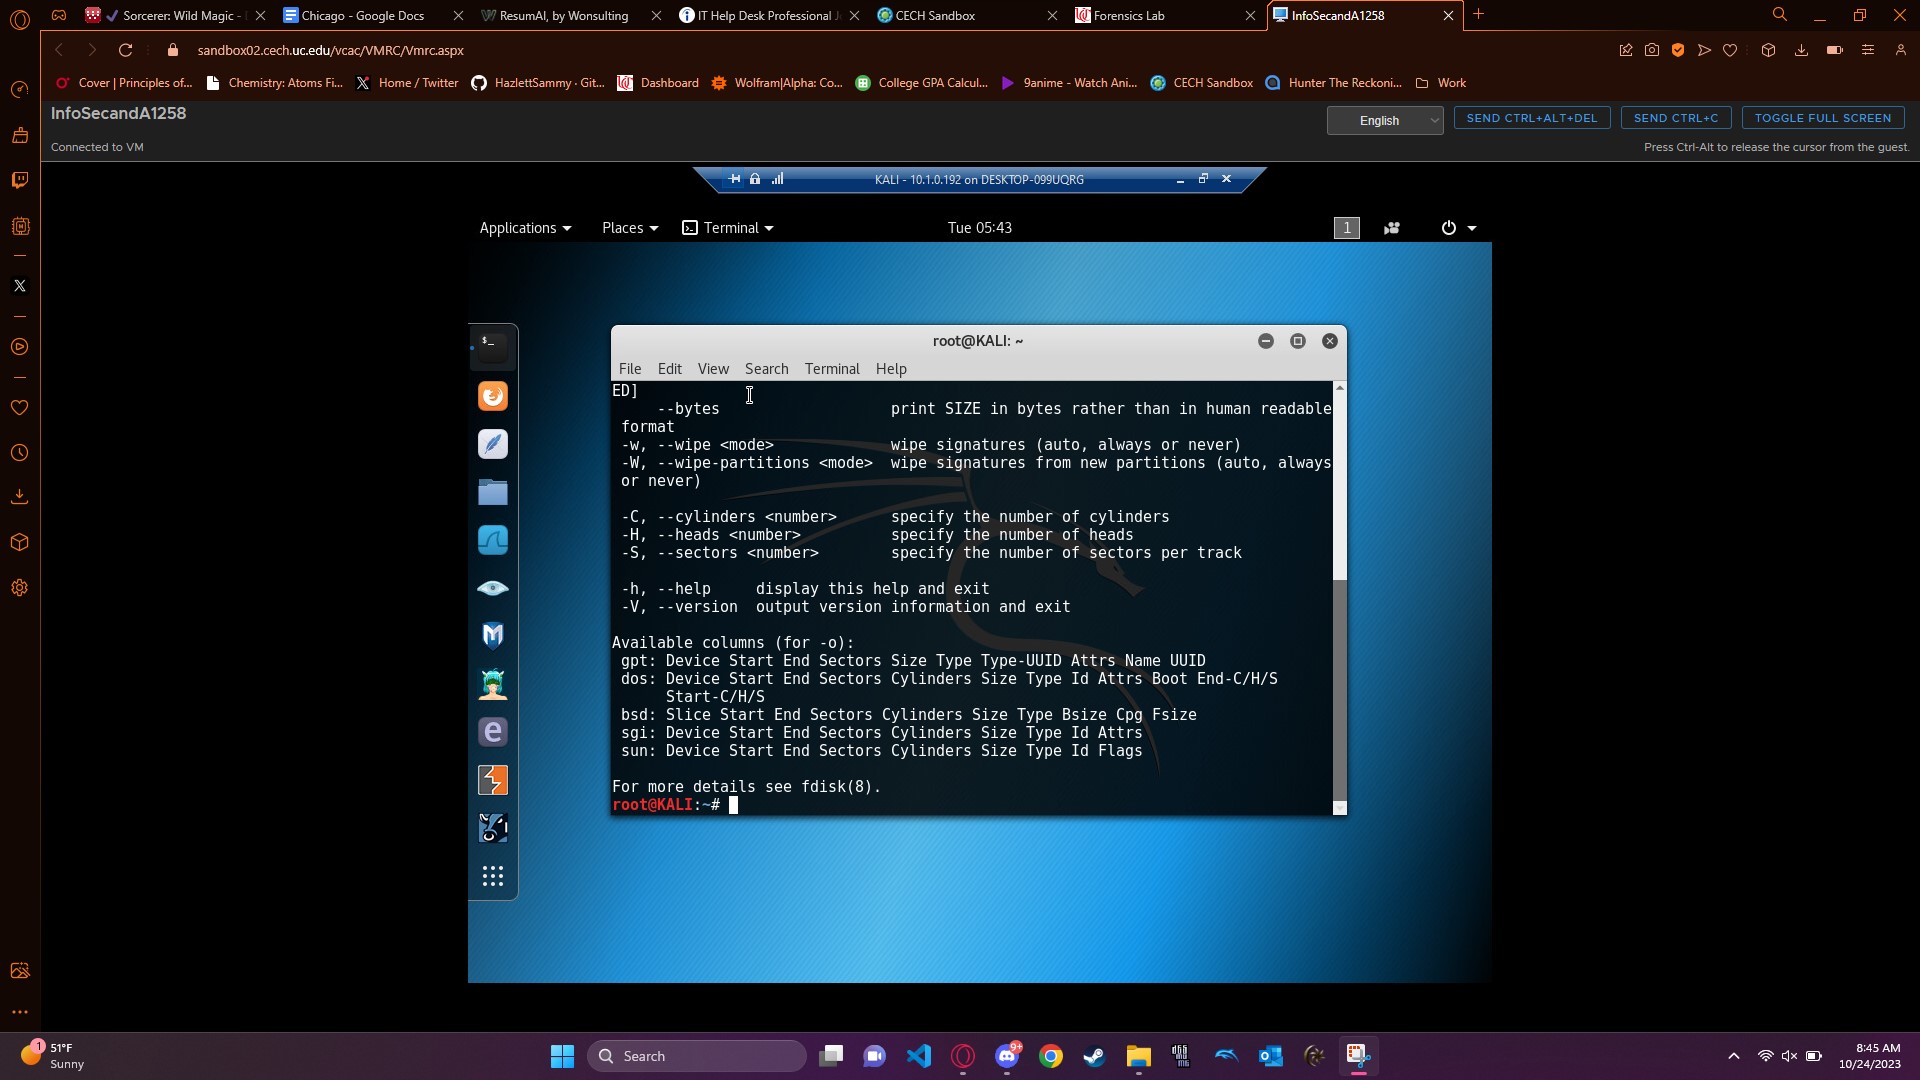 Sorcerer: Wild Magic -
Chicago - Google Docs
ResumAI, by Wonsulting
IT Help Desk Professional J
CECH Sandbox
Forensics Lab
InfoSecandA1258
sandbox02.cech.uc.edu/vcac/VMRC/Vmrc.aspx
Cover | Principles of...
Chemistry: Atoms Fi...
Home / Twitter
HazlettSammy · Git...
Dashboard
Wolfram|Alpha: Co...
College GPA Calcul...
9anime - Watch Ani...
CECH Sandbox
Hunter The Reckoni...
Work
InfoSecandA1258
English
SEND CTRL+ALT+DEL
SEND CTRL+C
TOGGLE FULL SCREEN
Connected to VM
Press Ctrl-Alt to release the cursor from the guest.
KALI - 10.1.0.192 on DESKTOP-099UQRG
Applications
Places
Terminal
Tue 05:43
1
root@KALI: ~
File Edit View Search Terminal Help
ED]
--bytes print SIZE in bytes rather than in human readable
format
-w, --wipe <mode> wipe signatures (auto, always or never)
-W, --wipe-partitions <mode> wipe signatures from new partitions (auto, always
or never)
-C, --cylinders <number> specify the number of cylinders
-H, --heads <number> specify the number of heads
-S, --sectors <number> specify the number of sectors per track
-h, --help display this help and exit
-V, --version output version information and exit
Available columns (for -o):
gpt: Device Start End Sectors Size Type Type-UUID Attrs Name UUID
dos: Device Start End Sectors Cylinders Size Type Id Attrs Boot End-C/H/S
Start-C/H/S
bsd: Slice Start End Sectors Cylinders Size Type Bsize Cpg Fsize
sgi: Device Start End Sectors Cylinders Size Type Id Attrs
sun: Device Start End Sectors Cylinders Size Type Id Flags
For more details see fdisk(8).
root@KALI:~#
1
51°F
Sunny
Search
9+
8:45 AM
10/24/2023